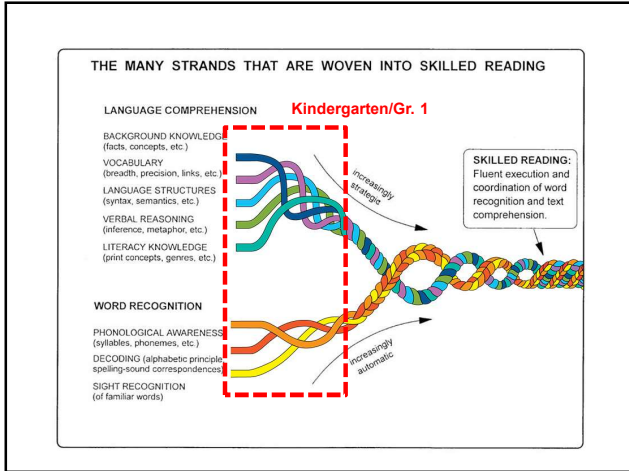 THE MANY STRANDS THAT ARE WOVEN INTO SKILLED READING
Kindergarten/Gr. 1
LANGUAGE COMPREHENSION
BACKGROUND KNOWLEDGE
(facts, concepts, etc.)
VOCABULARY
(breadth, precision, links, etc.)
LANGUAGE STRUCTURES
(syntax, semantics, etc.)
VERBAL REASONING
(inference, metaphor, etc.)
LITERACY KNOWLEDGE
(print concepts, genres, etc.)
increasingly
strategic
SKILLED READING:
Fluent execution and
coordination of word
recognition and text
comprehension.
WORD RECOGNITION
PHONOLOGICAL AWARENESS
(syllables, phonemes, etc.)
DECODING (alphabetic principle
spelling-sound correspondences)
SIGHT RECOGNITION
(of familiar words)
increasingly
automatic